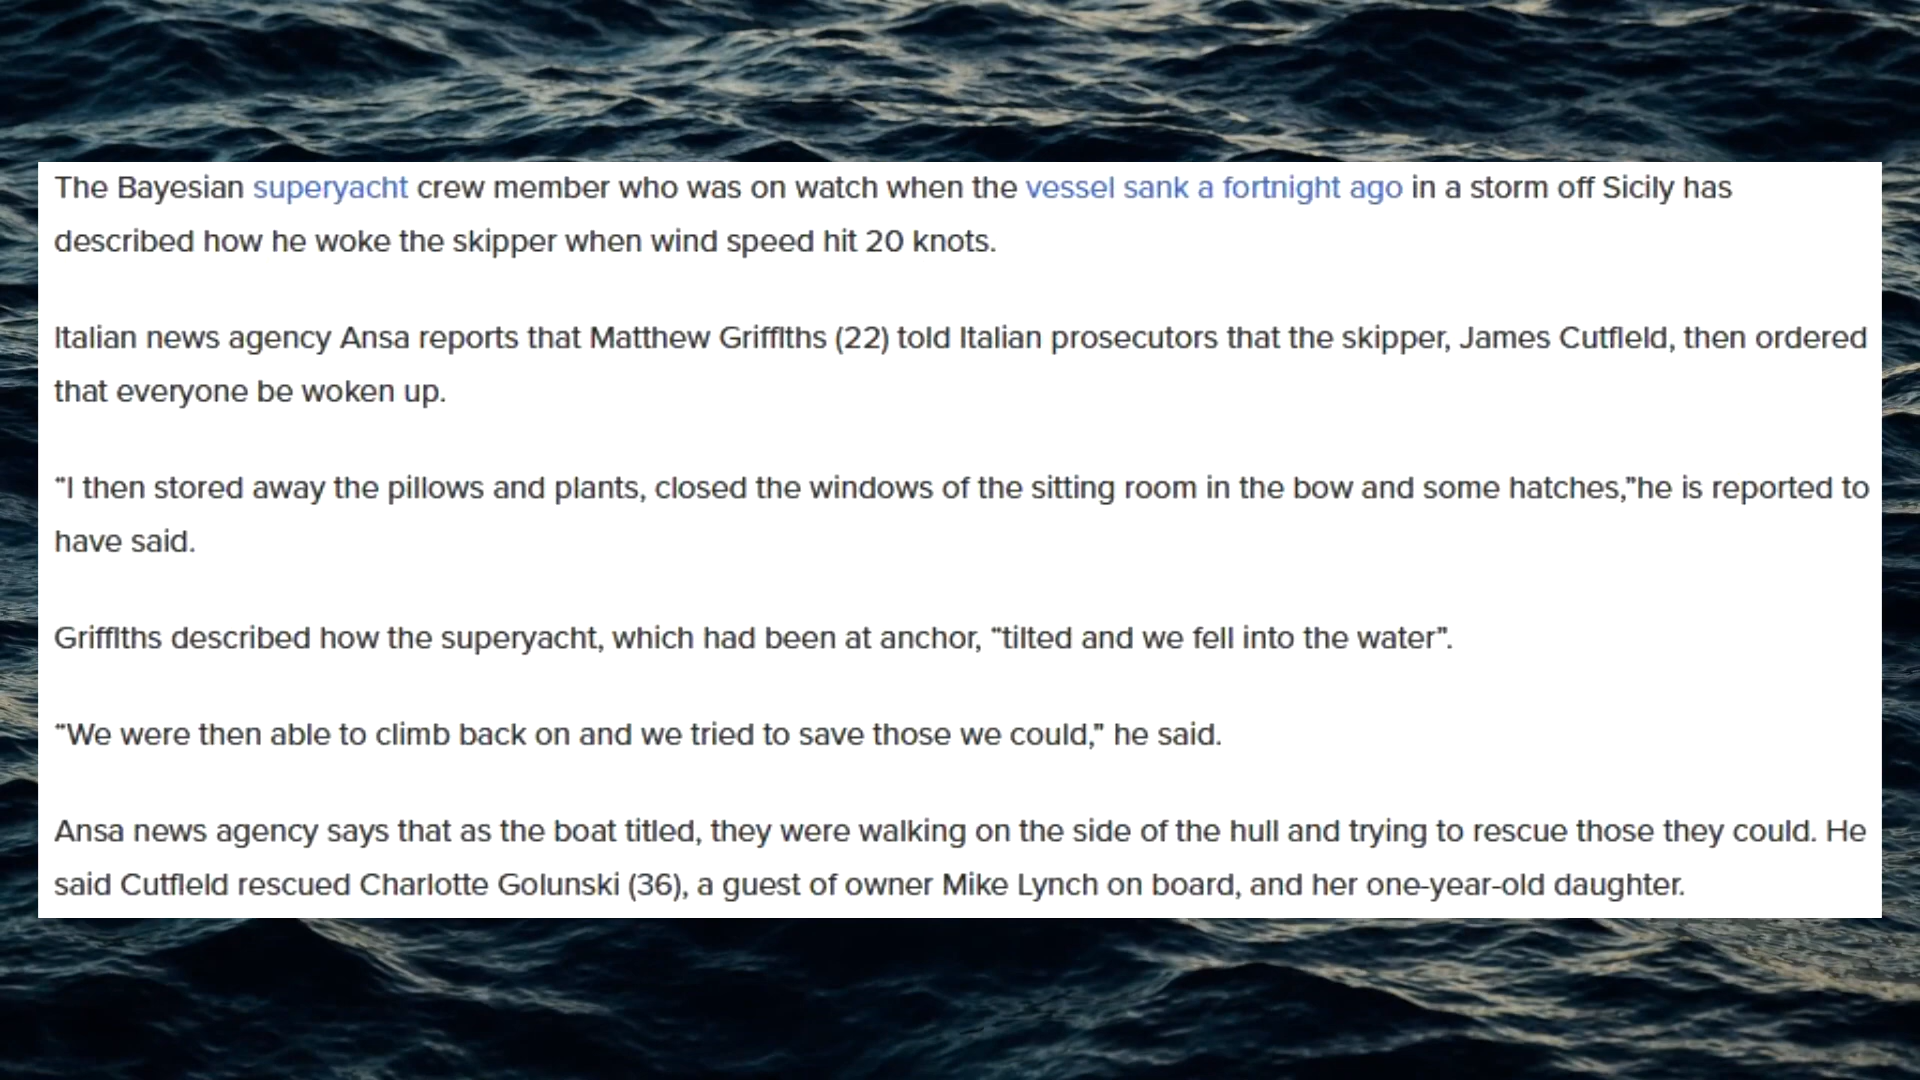 The Bayesian superyacht crew member who was on watch when the vessel sank a fortnight ago in a storm off Sicily has
described how he woke the skipper when wind speed hit 20 knots.
Italian news agency Ansa reports that Matthew Griffiths (22) told Italian prosecutors that the skipper, James Cutfield, then ordered
that everyone be woken up.
“I then stored away the pillows and plants, closed the windows of the sitting room in the bow and some hatches,”he is reported to
have said.
Griffiths described how the superyacht, which had been at anchor, “tilted and we fell into the water”.
“We were then able to climb back on and we tried to save those we could,” he said.
Ansa news agency says that as the boat titled, they were walking on the side of the hull and trying to rescue those they could. He
said Cutfield rescued Charlotte Golunski (36), a guest of owner Mike Lynch on board, and her one-year-old daughter.